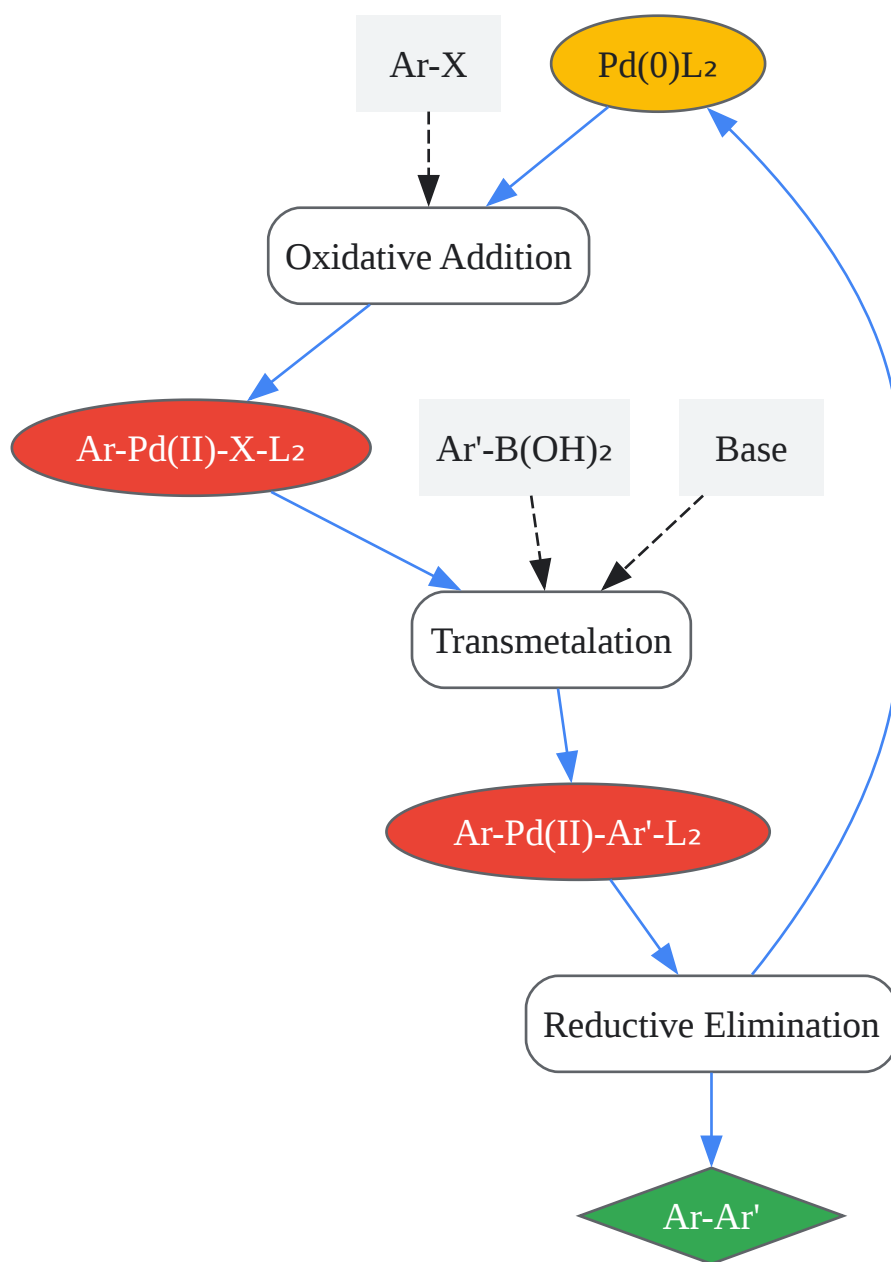 Ar-X
Pd(0)L₂
Oxidative Addition
Ar-Pd(II)-X-L₂
Ar'-B(OH)₂
Base
Transmetalation
Ar-Pd(II)-Ar'-L₂
Reductive Elimination
Ar-Ar'